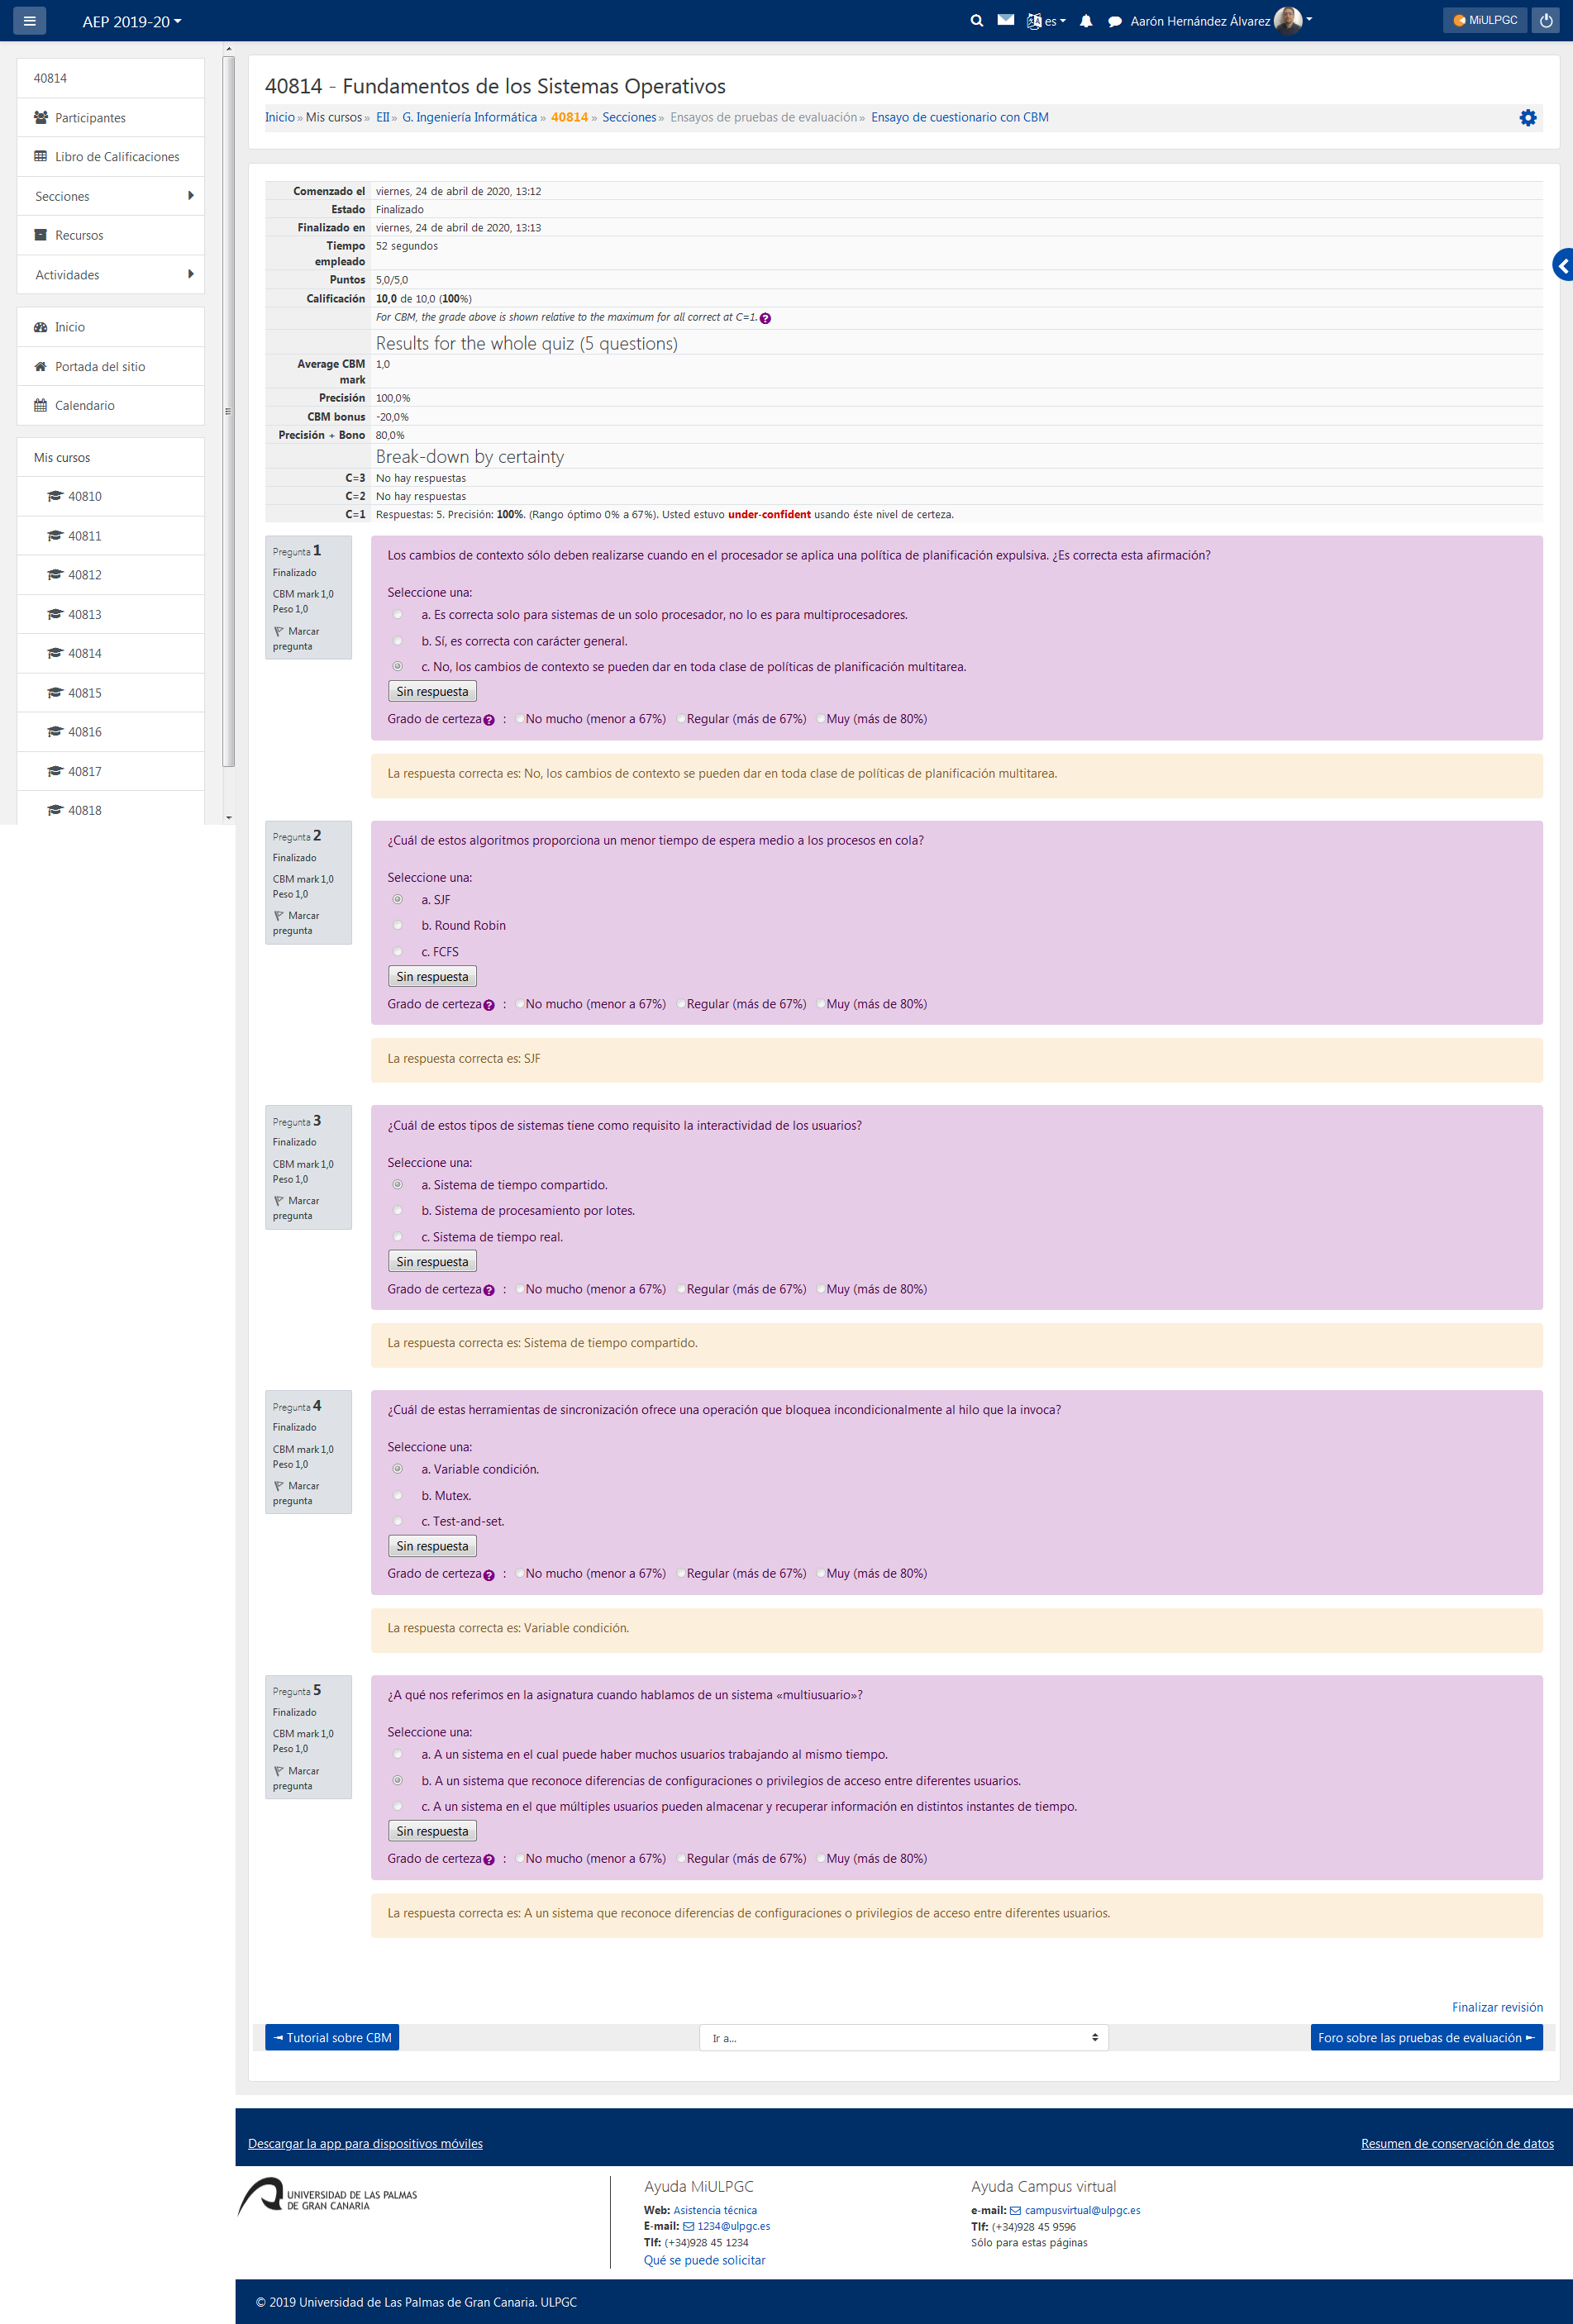 AEP 2019-20
es
Aarón Hernández Álvarez
MiULPGC
40814
Participantes
Libro de Calificaciones
Secciones
Recursos
Actividades
Inicio
Portada del sitio
Calendario
Mis cursos
40810
40811
40812
40813
40814
40815
40816
40817
40818
40814 - Fundamentos de los Sistemas Operativos
Inicio » Mis cursos » EII » G. Ingeniería Informática » 40814 » Secciones » Ensayos de pruebas de evaluación » Ensayo de cuestionario con CBM
Comenzado el viernes, 24 de abril de 2020, 13:12
Estado Finalizado
Finalizado en viernes, 24 de abril de 2020, 13:13
Tiempo empleado 52 segundos
Puntos 5,0/5,0
Calificación 10,0 de 10,0 (100%)
For CBM, the grade above is shown relative to the maximum for all correct at C=1.
Results for the whole quiz (5 questions)
Average CBM mark 1,0
Precisión 100,0%
CBM bonus -20,0%
Precisión + Bono 80,0%
Break-down by certainty
C=3 No hay respuestas
C=2 No hay respuestas
C=1 Respuestas: 5. Precisión: 100%. (Rango óptimo 0% a 67%). Usted estuvo under-confident usando éste nivel de certeza.
Pregunta 1
Finalizado
CBM mark 1,0
Peso 1,0
Marcar
pregunta
Los cambios de contexto sólo deben realizarse cuando en el procesador se aplica una política de planificación expulsiva. ¿Es correcta esta afirmación?
Seleccione una:
a. Es correcta solo para sistemas de un solo procesador, no lo es para multiprocesadores.
b. Sí, es correcta con carácter general.
c. No, los cambios de contexto se pueden dar en toda clase de políticas de planificación multitarea.
Sin respuesta
Grado de certeza : No mucho (menor a 67%) Regular (más de 67%) Muy (más de 80%)
La respuesta correcta es: No, los cambios de contexto se pueden dar en toda clase de políticas de planificación multitarea.
Pregunta 2
Finalizado
CBM mark 1,0
Peso 1,0
Marcar
pregunta
¿Cuál de estos algoritmos proporciona un menor tiempo de espera medio a los procesos en cola?
Seleccione una:
a. SJF
b. Round Robin
c. FCFS
Sin respuesta
Grado de certeza : No mucho (menor a 67%) Regular (más de 67%) Muy (más de 80%)
La respuesta correcta es: SJF
Pregunta 3
Finalizado
CBM mark 1,0
Peso 1,0
Marcar
pregunta
¿Cuál de estos tipos de sistemas tiene como requisito la interactividad de los usuarios?
Seleccione una:
a. Sistema de tiempo compartido.
b. Sistema de procesamiento por lotes.
c. Sistema de tiempo real.
Sin respuesta
Grado de certeza : No mucho (menor a 67%) Regular (más de 67%) Muy (más de 80%)
La respuesta correcta es: Sistema de tiempo compartido.
Pregunta 4
Finalizado
CBM mark 1,0
Peso 1,0
Marcar
pregunta
¿Cuál de estas herramientas de sincronización ofrece una operación que bloquea incondicionalmente al hilo que la invoca?
Seleccione una:
a. Variable condición.
b. Mutex.
c. Test-and-set.
Sin respuesta
Grado de certeza : No mucho (menor a 67%) Regular (más de 67%) Muy (más de 80%)
La respuesta correcta es: Variable condición.
Pregunta 5
Finalizado
CBM mark 1,0
Peso 1,0
Marcar
pregunta
¿A qué nos referimos en la asignatura cuando hablamos de un sistema «multiusuario»?
Seleccione una:
a. A un sistema en el cual puede haber muchos usuarios trabajando al mismo tiempo.
b. A un sistema que reconoce diferencias de configuraciones o privilegios de acceso entre diferentes usuarios.
c. A un sistema en el que múltiples usuarios pueden almacenar y recuperar información en distintos instantes de tiempo.
Sin respuesta
Grado de certeza : No mucho (menor a 67%) Regular (más de 67%) Muy (más de 80%)
La respuesta correcta es: A un sistema que reconoce diferencias de configuraciones o privilegios de acceso entre diferentes usuarios.
Finalizar revisión
◄ Tutorial sobre CBM
Ir a...
Foro sobre las pruebas de evaluación ►
Descargar la app para dispositivos móviles
Resumen de conservación de datos
UNIVERSIDAD DE LAS PALMAS
DE GRAN CANARIA
Ayuda MiULPGC
Web: Asistencia técnica
E-mail: 1234@ulpgc.es
Tlf: (+34)928 45 1234
Qué se puede solicitar
Ayuda Campus virtual
e-mail: campusvirtual@ulpgc.es
Tlf: (+34)928 45 9596
Sólo para estas páginas
© 2019 Universidad de Las Palmas de Gran Canaria. ULPGC